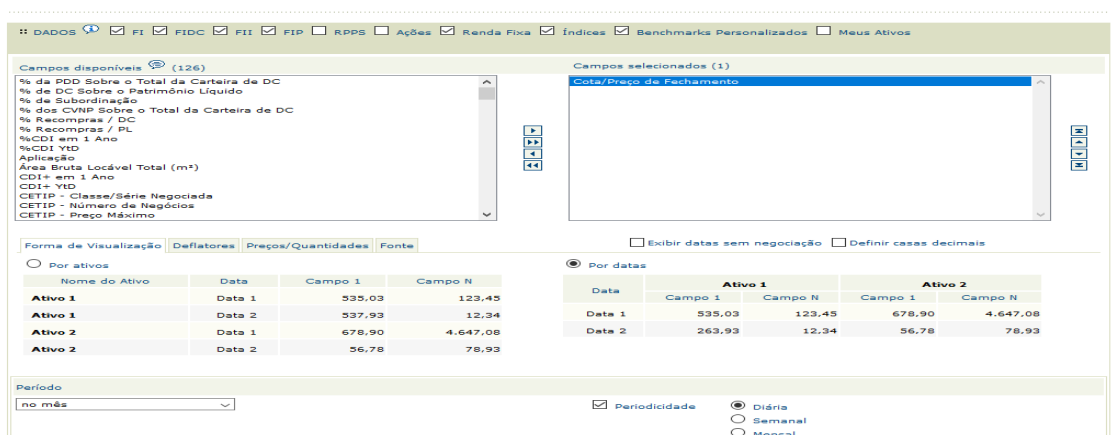 :: DADOS FI FIDC FII FIP RPPS Ações Renda Fixa Índices Benchmarks Personalizados Meus Ativos
Campos disponíveis (126)
% da PDD Sobre o Total da Carteira de DC
% de DC Sobre o Patrimônio Líquido
% de Subordinação
% dos CVNP Sobre o Total da Carteira de DC
% Recompras / DC
% Recompras / PL
%CDI em 1 Ano
%CDI YtD
Aplicação
Área Bruta Locável Total (m²)
CDI+ em 1 Ano
CDI+ YtD
CETIP - Classe/Série Negociada
CETIP - Número de Negócios
CETIP - Preço Máximo
Campos selecionados (1)
Cota/Preço de Fechamento
Forma de Visualização Deflatores Preços/Quantidades Fonte
Exibir datas sem negociação Definir casas decimais
Por ativos
Nome do Ativo Data Campo 1 Campo N
Ativo 1 Data 1 535,03 123,45
Ativo 1 Data 2 537,93 12,34
Ativo 2 Data 1 678,90 4.647,08
Ativo 2 Data 2 56,78 78,93
Por datas
Data Ativo 1 Ativo 2
Campo 1 Campo N Campo 1 Campo N
Data 1 535,03 123,45 678,90 4.647,08
Data 2 263,93 12,34 56,78 78,93
Período
no mês
Periodicidade Diária
Semanal
Mensal